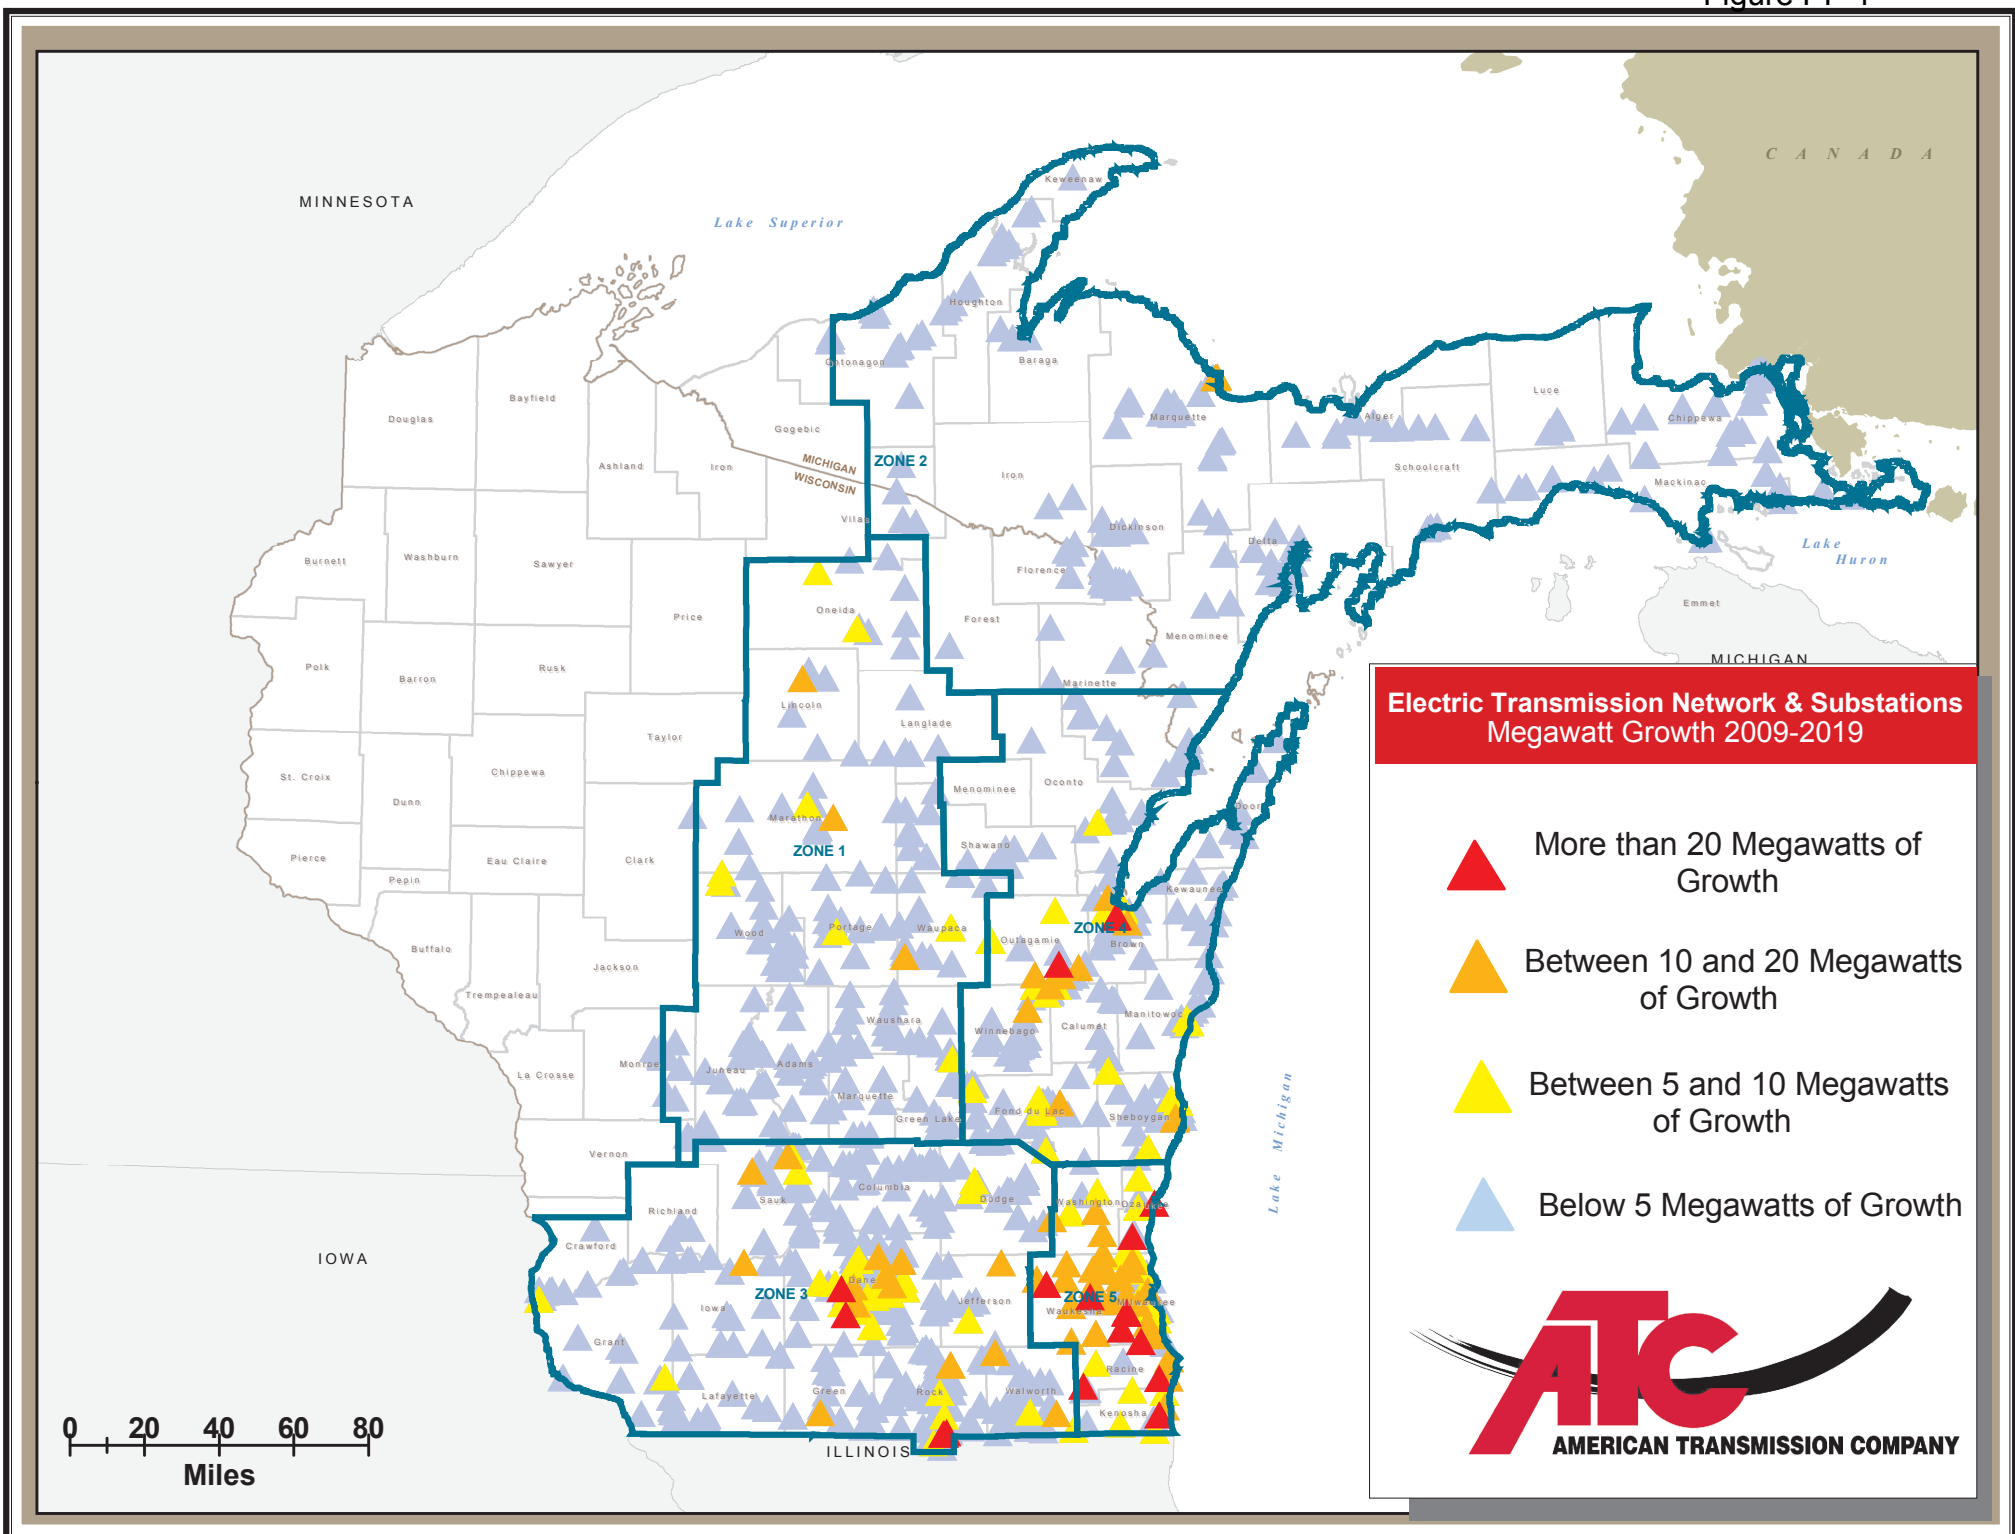 MINNESOTA
Lake Superior
CANADA
Keweenaw
Houghton
Ontonagon
Baraga
Gogebic
Marquette
Alger
Luce
Chippewa
Schoolcraft
Mackinac
Iron
Dickinson
Delta
Menominee
MICHIGAN
WISCONSIN
ZONE 2
Douglas
Bayfield
Ashland
Iron
Vilas
Burnett
Washburn
Sawyer
Price
Oneida
Florence
Forest
Lake
Huron
Emmet
MICHIGAN
Polk
Barron
Rusk
Lincoln
Langlade
Marinette
Taylor
St. Croix
Dunn
Chippewa
Menominee
Oconto
Door
Marathon
ZONE 1
Shawano
Pierce
Pepin
Eau Claire
Clark
Kewaunee
Buffalo
Wood
Portage
Waupaca
Outagamie
ZONE 4
Brown
Jackson
Trempealeau
Waushara
Winnebago
Calumet
Manitowoc
La Crosse
Monroe
Juneau
Adams
Marquette
Green Lake
Fond du Lac
Sheboygan
Lake Michigan
Vernon
Sauk
Columbia
Dodge
Washington
Ozaukee
Richland
Crawford
IOWA
ZONE 3
Dane
Iowa
Jefferson
ZONE 5
Waukesha
Milwaukee
Grant
Lafayette
Green
Rock
Walworth
Racine
Kenosha
ILLINOIS
0 20 40 60 80
Miles
Electric Transmission Network & Substations
Megawatt Growth 2009-2019
More than 20 Megawatts of
Growth
Between 10 and 20 Megawatts
of Growth
Between 5 and 10 Megawatts
of Growth
Below 5 Megawatts of Growth
ATC
AMERICAN TRANSMISSION COMPANY